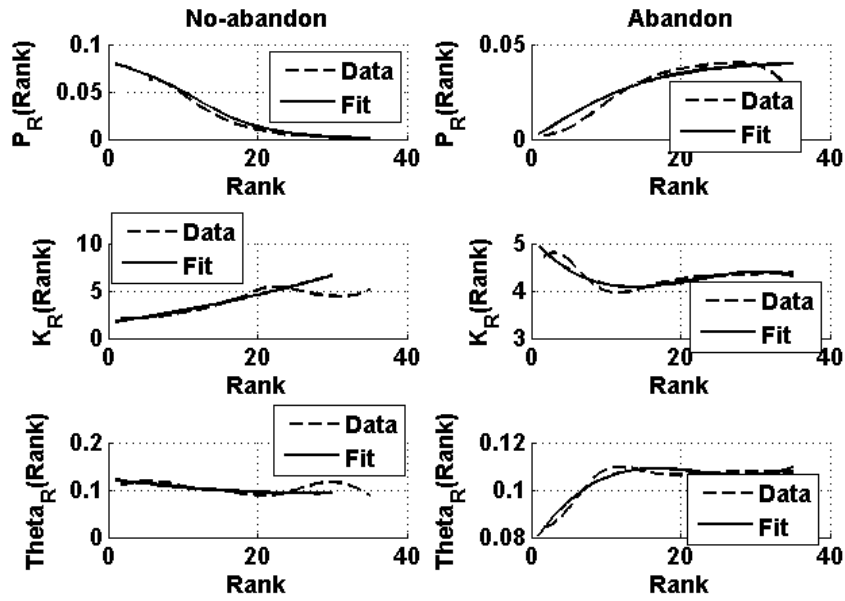 No-abandon
Abandon
P_R(Rank)
0.1
0.05
0
1
20
40
Rank
Data
Fit
P_R(Rank)
0.05
0
0
20
40
Rank
Data
Fit
K_R(Rank)
10
5
0
0
20
40
Rank
Data
Fit
K_R(Rank)
5
4
3
0
20
40
Rank
Data
Fit
Theta_R(Rank)
0.2
0.1
0
0
20
40
Rank
Data
Fit
Theta_R(Rank)
0.12
0.1
0.08
0
20
40
Rank
Data
Fit